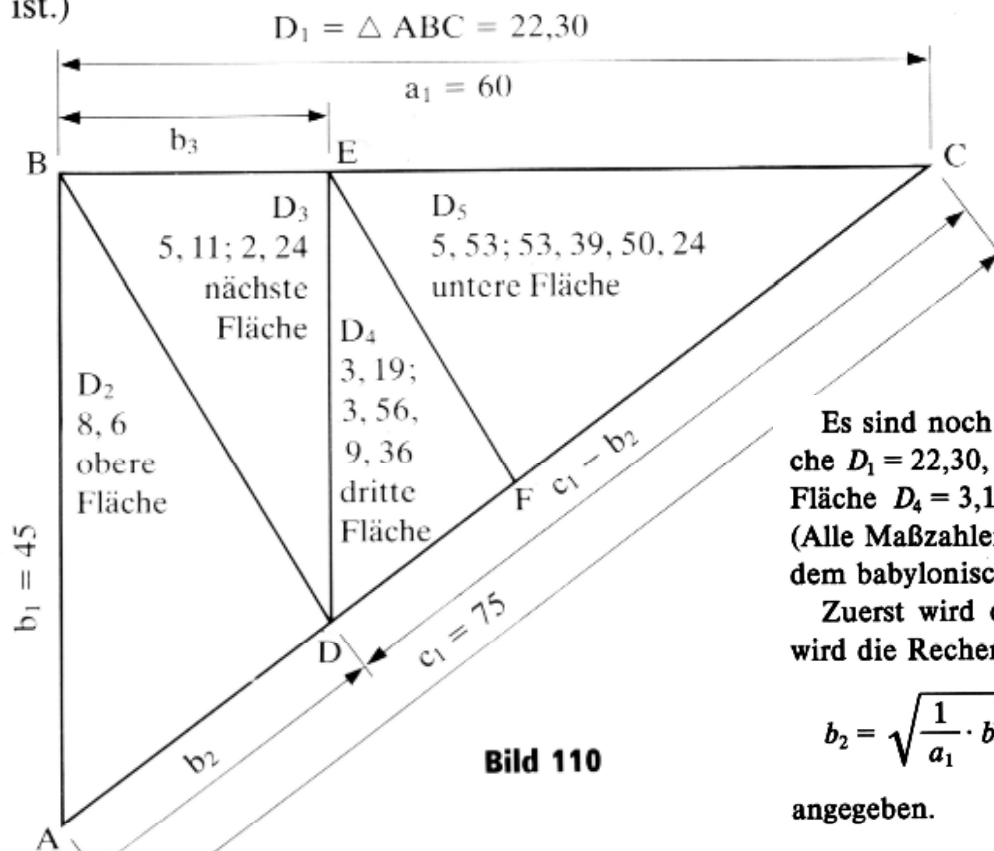 ist.)
D₁ = △ ABC = 22,30
a₁ = 60
b₃
B
E
C
D₃
5, 11; 2, 24
nächste
Fläche
D₅
5, 53; 53, 39, 50, 24
untere Fläche
D₂
8, 6
obere
Fläche
D₄
3, 19;
3, 56,
9, 36
dritte
Fläche
b₁ = 45
F
c₁ − b₂
D
c₁ = 75
b₂
A
Bild 110
Es sind noch
che D₁ = 22,30,
Fläche D₄ = 3,1
(Alle Maßzahle
dem babylonisc
Zuerst wird
wird die Reche
b₂ = √ 1/a₁ · b
angegeben.